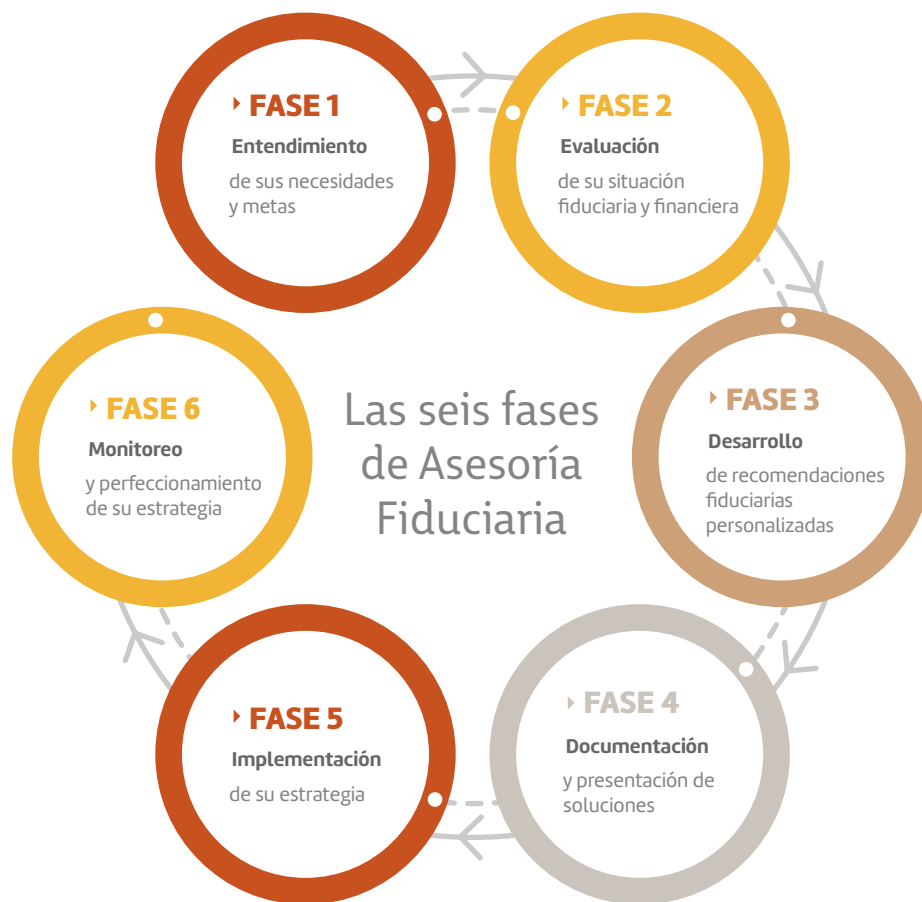 FASE 1
Entendimiento
de sus necesidades
y metas
FASE 2
Evaluación
de su situación
fiduciaria y financiera
FASE 3
Desarrollo
de recomendaciones
fiduciarias
personalizadas
FASE 4
Documentación
y presentación de
soluciones
FASE 5
Implementación
de su estrategia
FASE 6
Monitoreo
y perfeccionamiento
de su estrategia
Las seis fases
de Asesoría
Fiduciaria